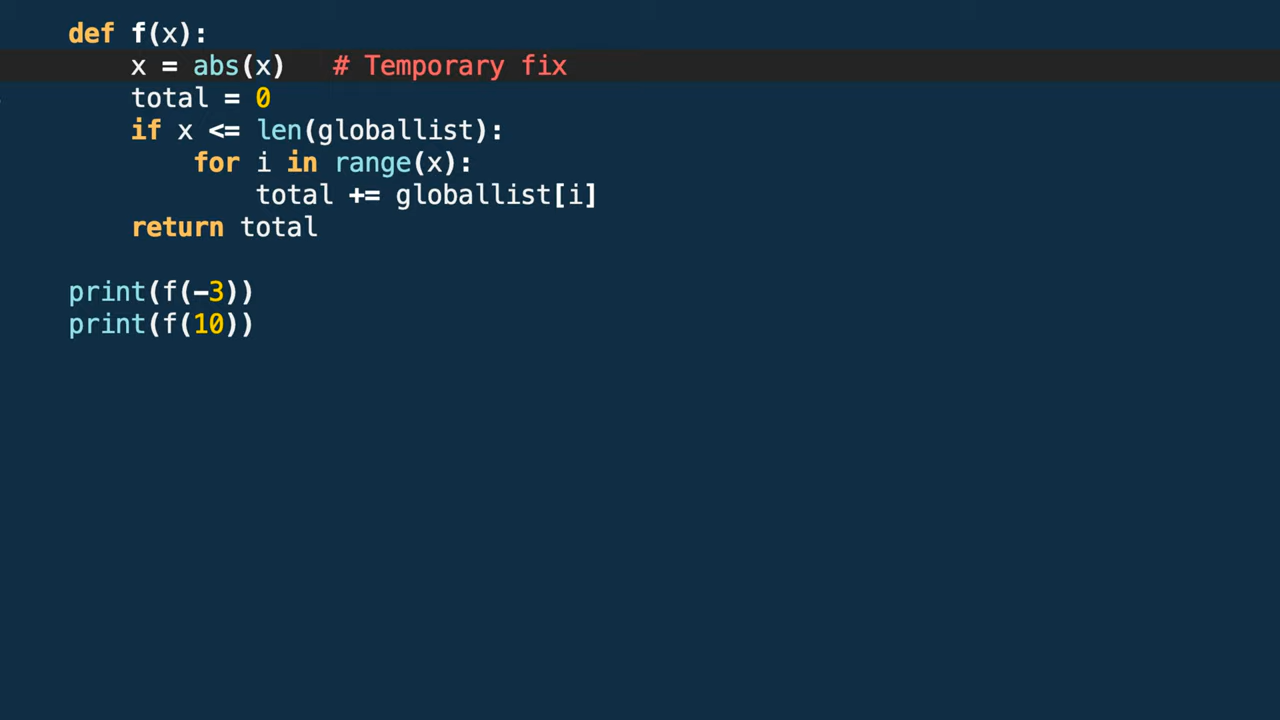 def f(x):
    x = abs(x)   # Temporary fix
    total = 0
    if x <= len(globallist):
        for i in range(x):
            total += globallist[i]
    return total

print(f(-3))
print(f(10))